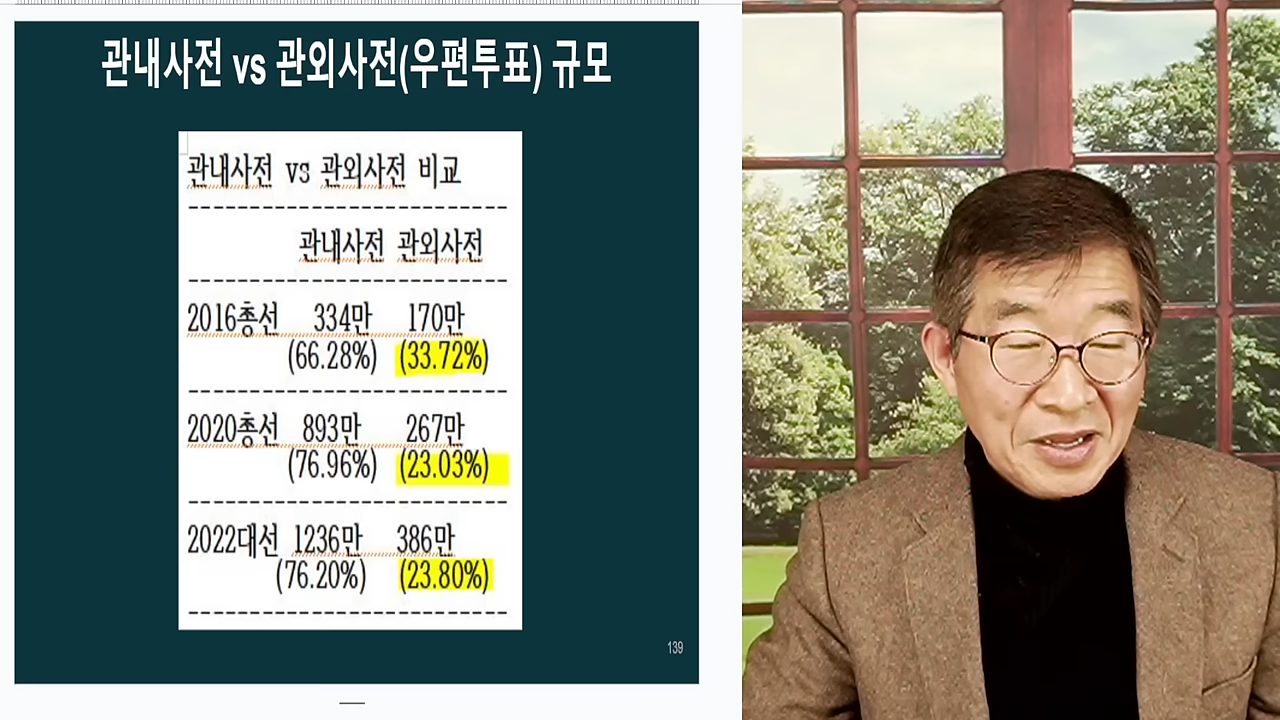 관내사전 vs 관외사전(우편투표) 규모
관내사전 vs 관외사전 비교
관내사전 관외사전
2016총선 334만 170만
(66.28%) (33.72%)
2020총선 893만 267만
(76.96%) (23.03%)
2022대선 1236만 386만
(76.20%) (23.80%)
139